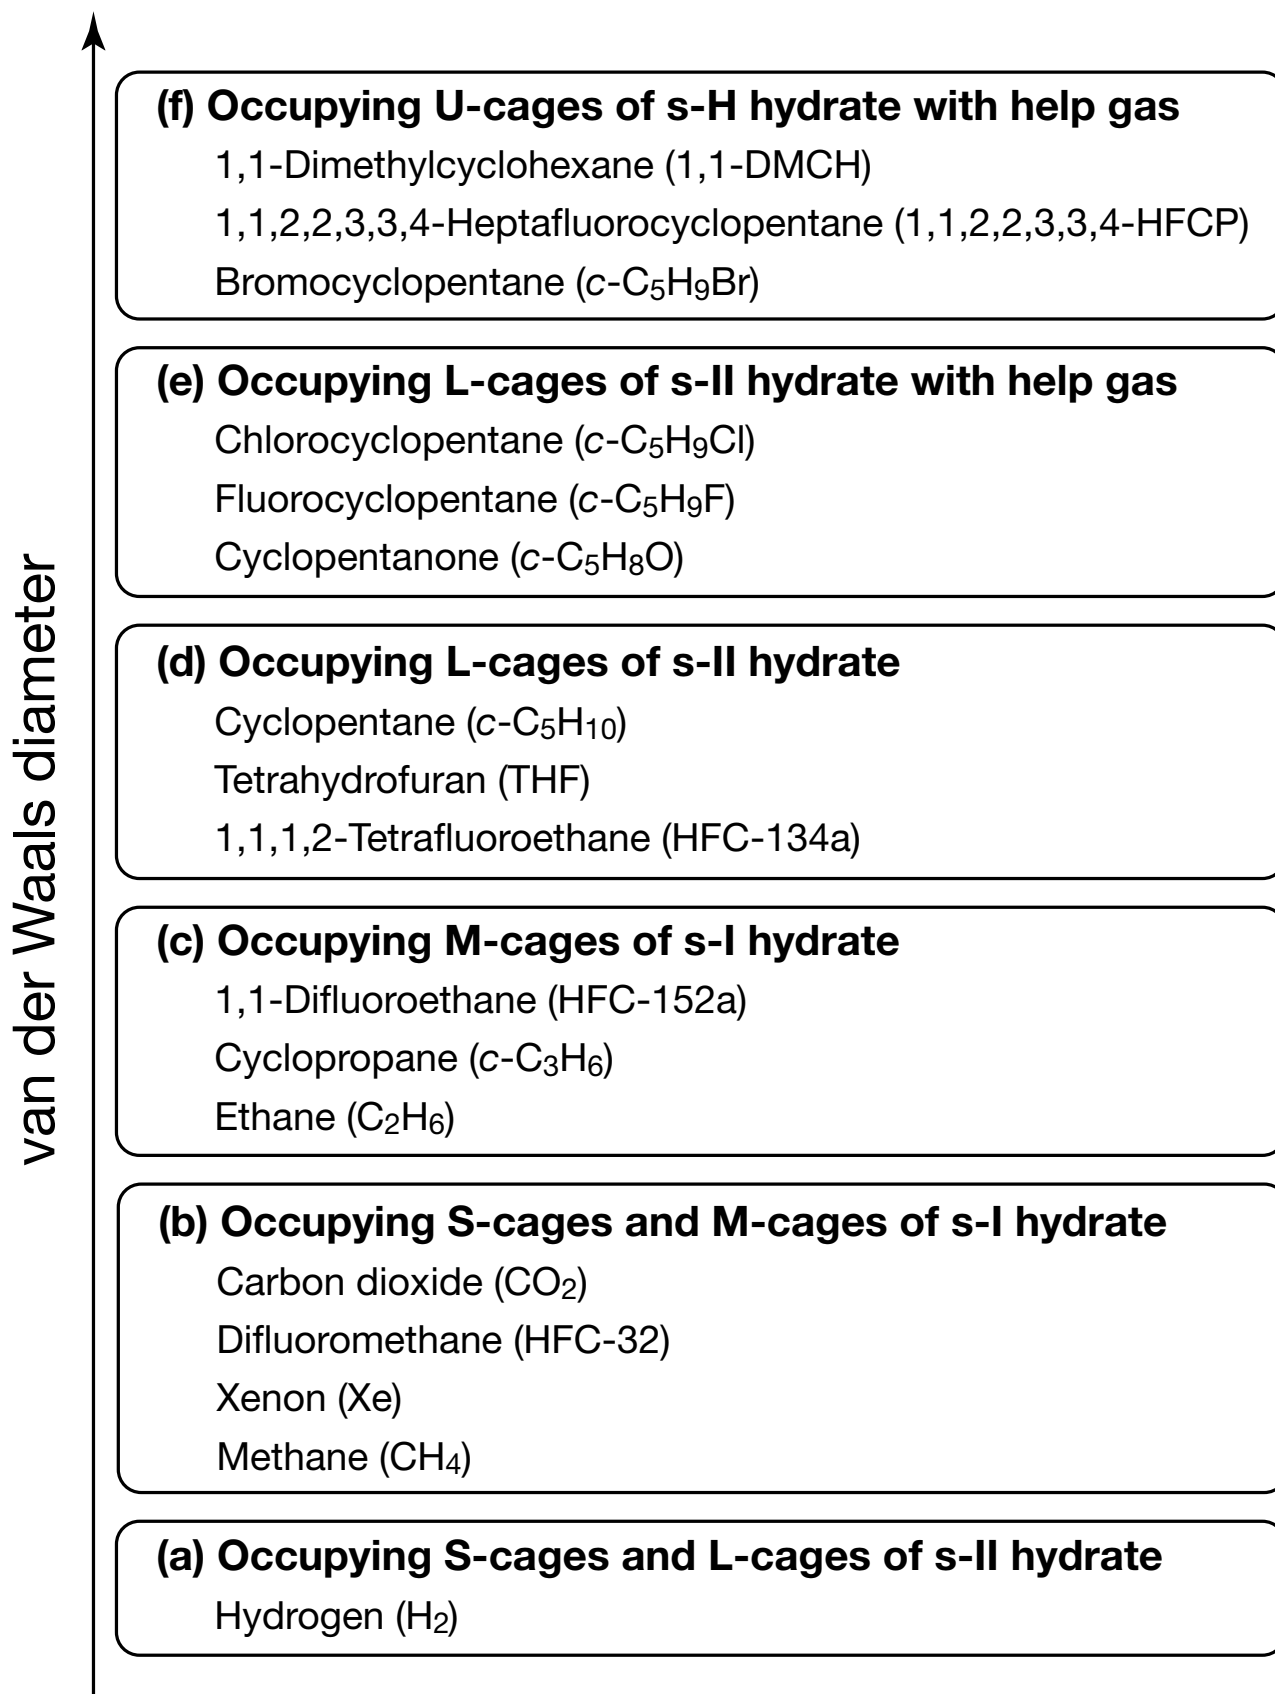 van der Waals diameter
(f) Occupying U-cages of s-H hydrate with help gas
1,1-Dimethylcyclohexane (1,1-DMCH)
1,1,2,2,3,3,4-Heptafluorocyclopentane (1,1,2,2,3,3,4-HFCP)
Bromocyclopentane (c-C₅H₉Br)
(e) Occupying L-cages of s-II hydrate with help gas
Chlorocyclopentane (c-C₅H₉Cl)
Fluorocyclopentane (c-C₅H₉F)
Cyclopentanone (c-C₅H₈O)
(d) Occupying L-cages of s-II hydrate
Cyclopentane (c-C₅H₁₀)
Tetrahydrofuran (THF)
1,1,1,2-Tetrafluoroethane (HFC-134a)
(c) Occupying M-cages of s-I hydrate
1,1-Difluoroethane (HFC-152a)
Cyclopropane (c-C₃H₆)
Ethane (C₂H₆)
(b) Occupying S-cages and M-cages of s-I hydrate
Carbon dioxide (CO₂)
Difluoromethane (HFC-32)
Xenon (Xe)
Methane (CH₄)
(a) Occupying S-cages and L-cages of s-II hydrate
Hydrogen (H₂)